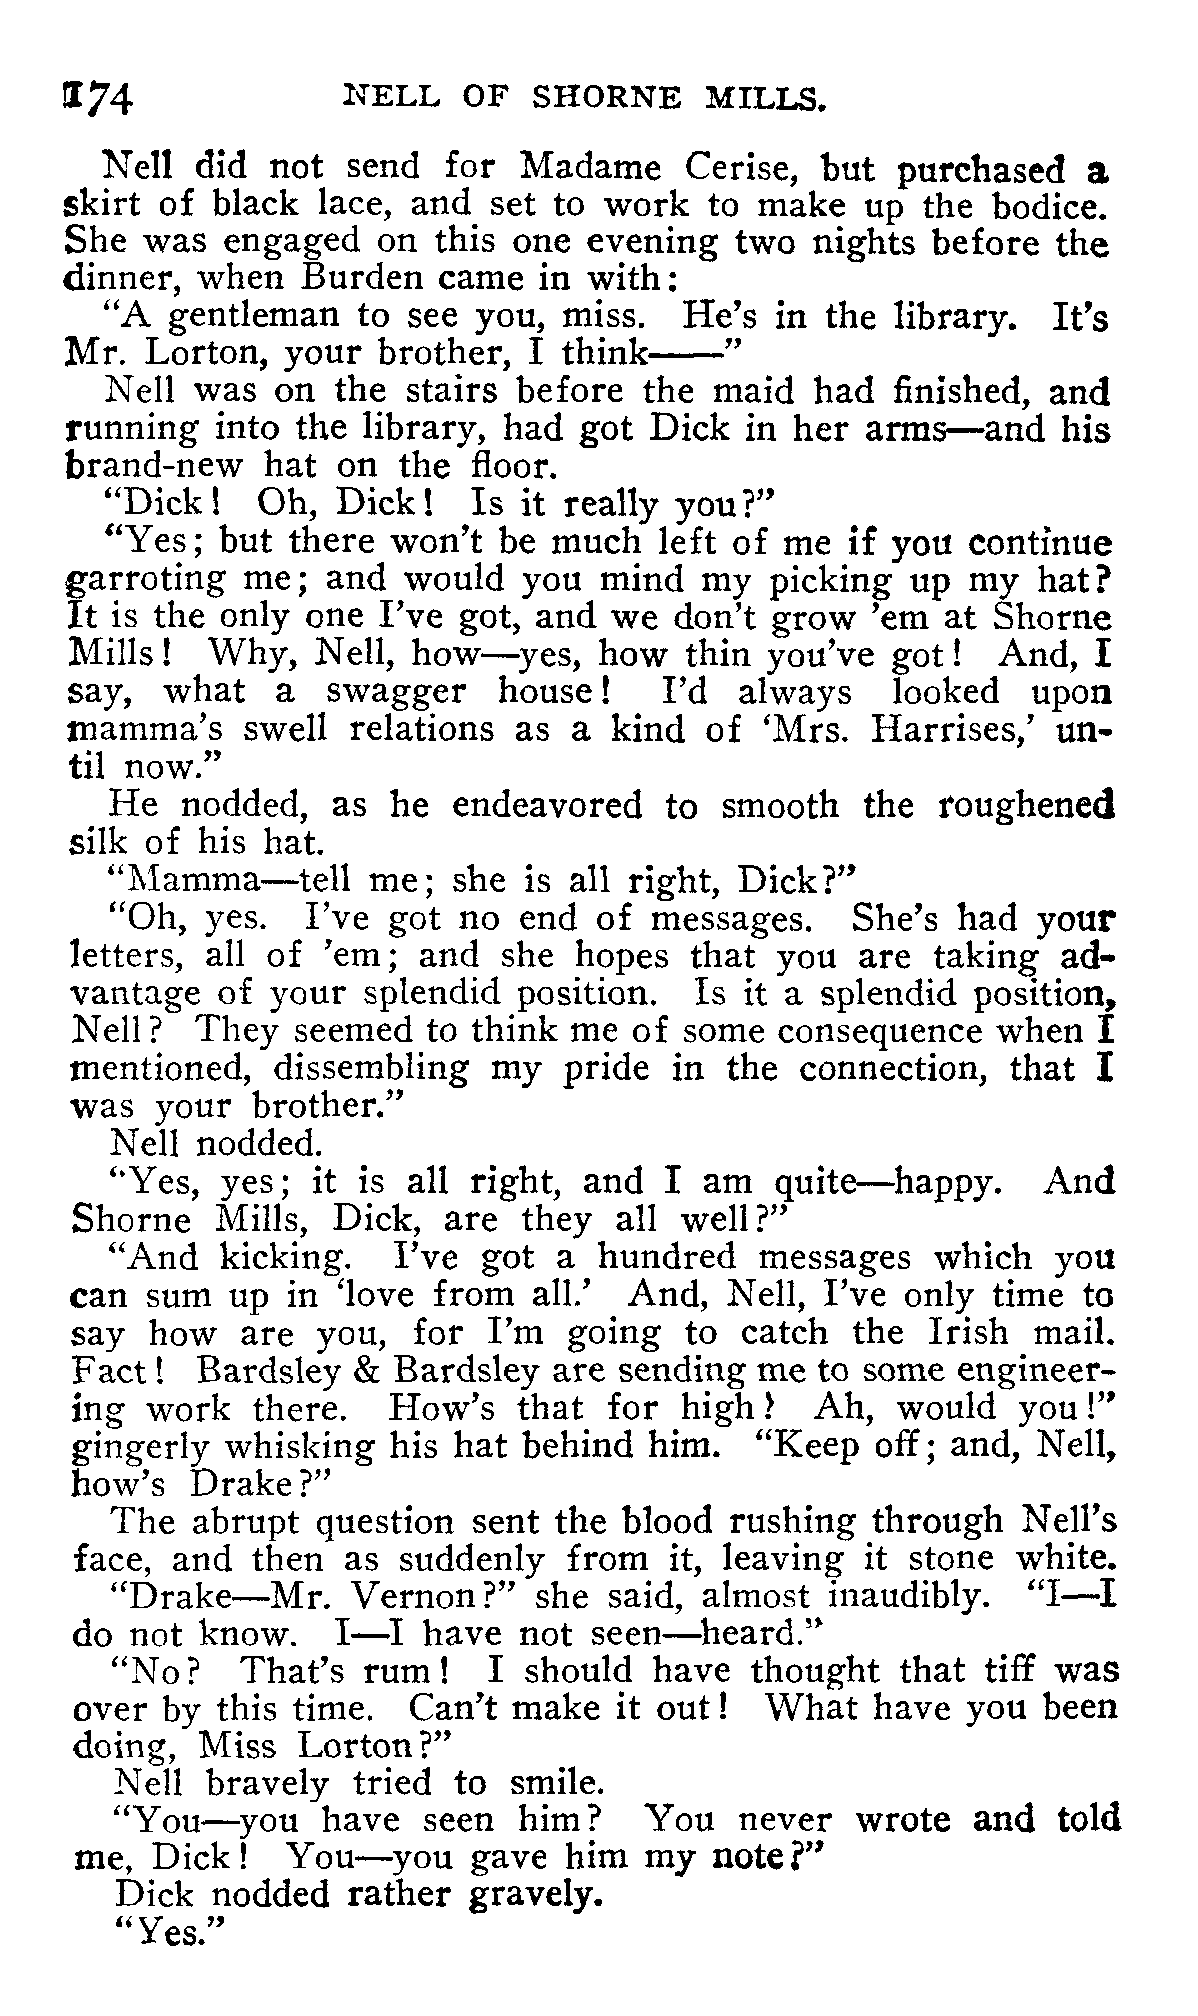 174 NELL OF SHORNE MILLS.
Nell did not send for Madame Cerise, but purchased a
skirt of black lace, and set to work to make up the bodice.
She was engaged on this one evening two nights before the
dinner, when Burden came in with:
“A gentleman to see you, miss. He’s in the library. It’s
Mr. Lorton, your brother, I think——”
Nell was on the stairs before the maid had finished, and
running into the library, had got Dick in her arms—and his
brand-new hat on the floor.
“Dick! Oh, Dick! Is it really you?”
“Yes; but there won’t be much left of me if you continue
garroting me; and would you mind my picking up my hat?
It is the only one I’ve got, and we don’t grow ’em at Shorne
Mills! Why, Nell, how—yes, how thin you’ve got! And, I
say, what a swagger house! I’d always looked upon
mamma’s swell relations as a kind of ‘Mrs. Harrises,’ un-
til now.”
He nodded, as he endeavored to smooth the roughened
silk of his hat.
“Mamma—tell me; she is all right, Dick?”
“Oh, yes. I’ve got no end of messages. She’s had your
letters, all of ’em; and she hopes that you are taking ad-
vantage of your splendid position. Is it a splendid position,
Nell? They seemed to think me of some consequence when I
mentioned, dissembling my pride in the connection, that I
was your brother.”
Nell nodded.
“Yes, yes; it is all right, and I am quite—happy. And
Shorne Mills, Dick, are they all well?”
“And kicking. I’ve got a hundred messages which you
can sum up in ‘love from all.’ And, Nell, I’ve only time to
say how are you, for I’m going to catch the Irish mail.
Fact! Bardsley & Bardsley are sending me to some engineer-
ing work there. How’s that for high? Ah, would you!”
gingerly whisking his hat behind him. “Keep off; and, Nell,
how’s Drake?”
The abrupt question sent the blood rushing through Nell’s
face, and then as suddenly from it, leaving it stone white.
“Drake—Mr. Vernon?” she said, almost inaudibly. “I—I
do not know. I—I have not seen—heard.”
“No? That’s rum! I should have thought that tiff was
over by this time. Can’t make it out! What have you been
doing, Miss Lorton?”
Nell bravely tried to smile.
“You—you have seen him? You never wrote and told
me, Dick! You—you gave him my note?”
Dick nodded rather gravely.
“Yes.”